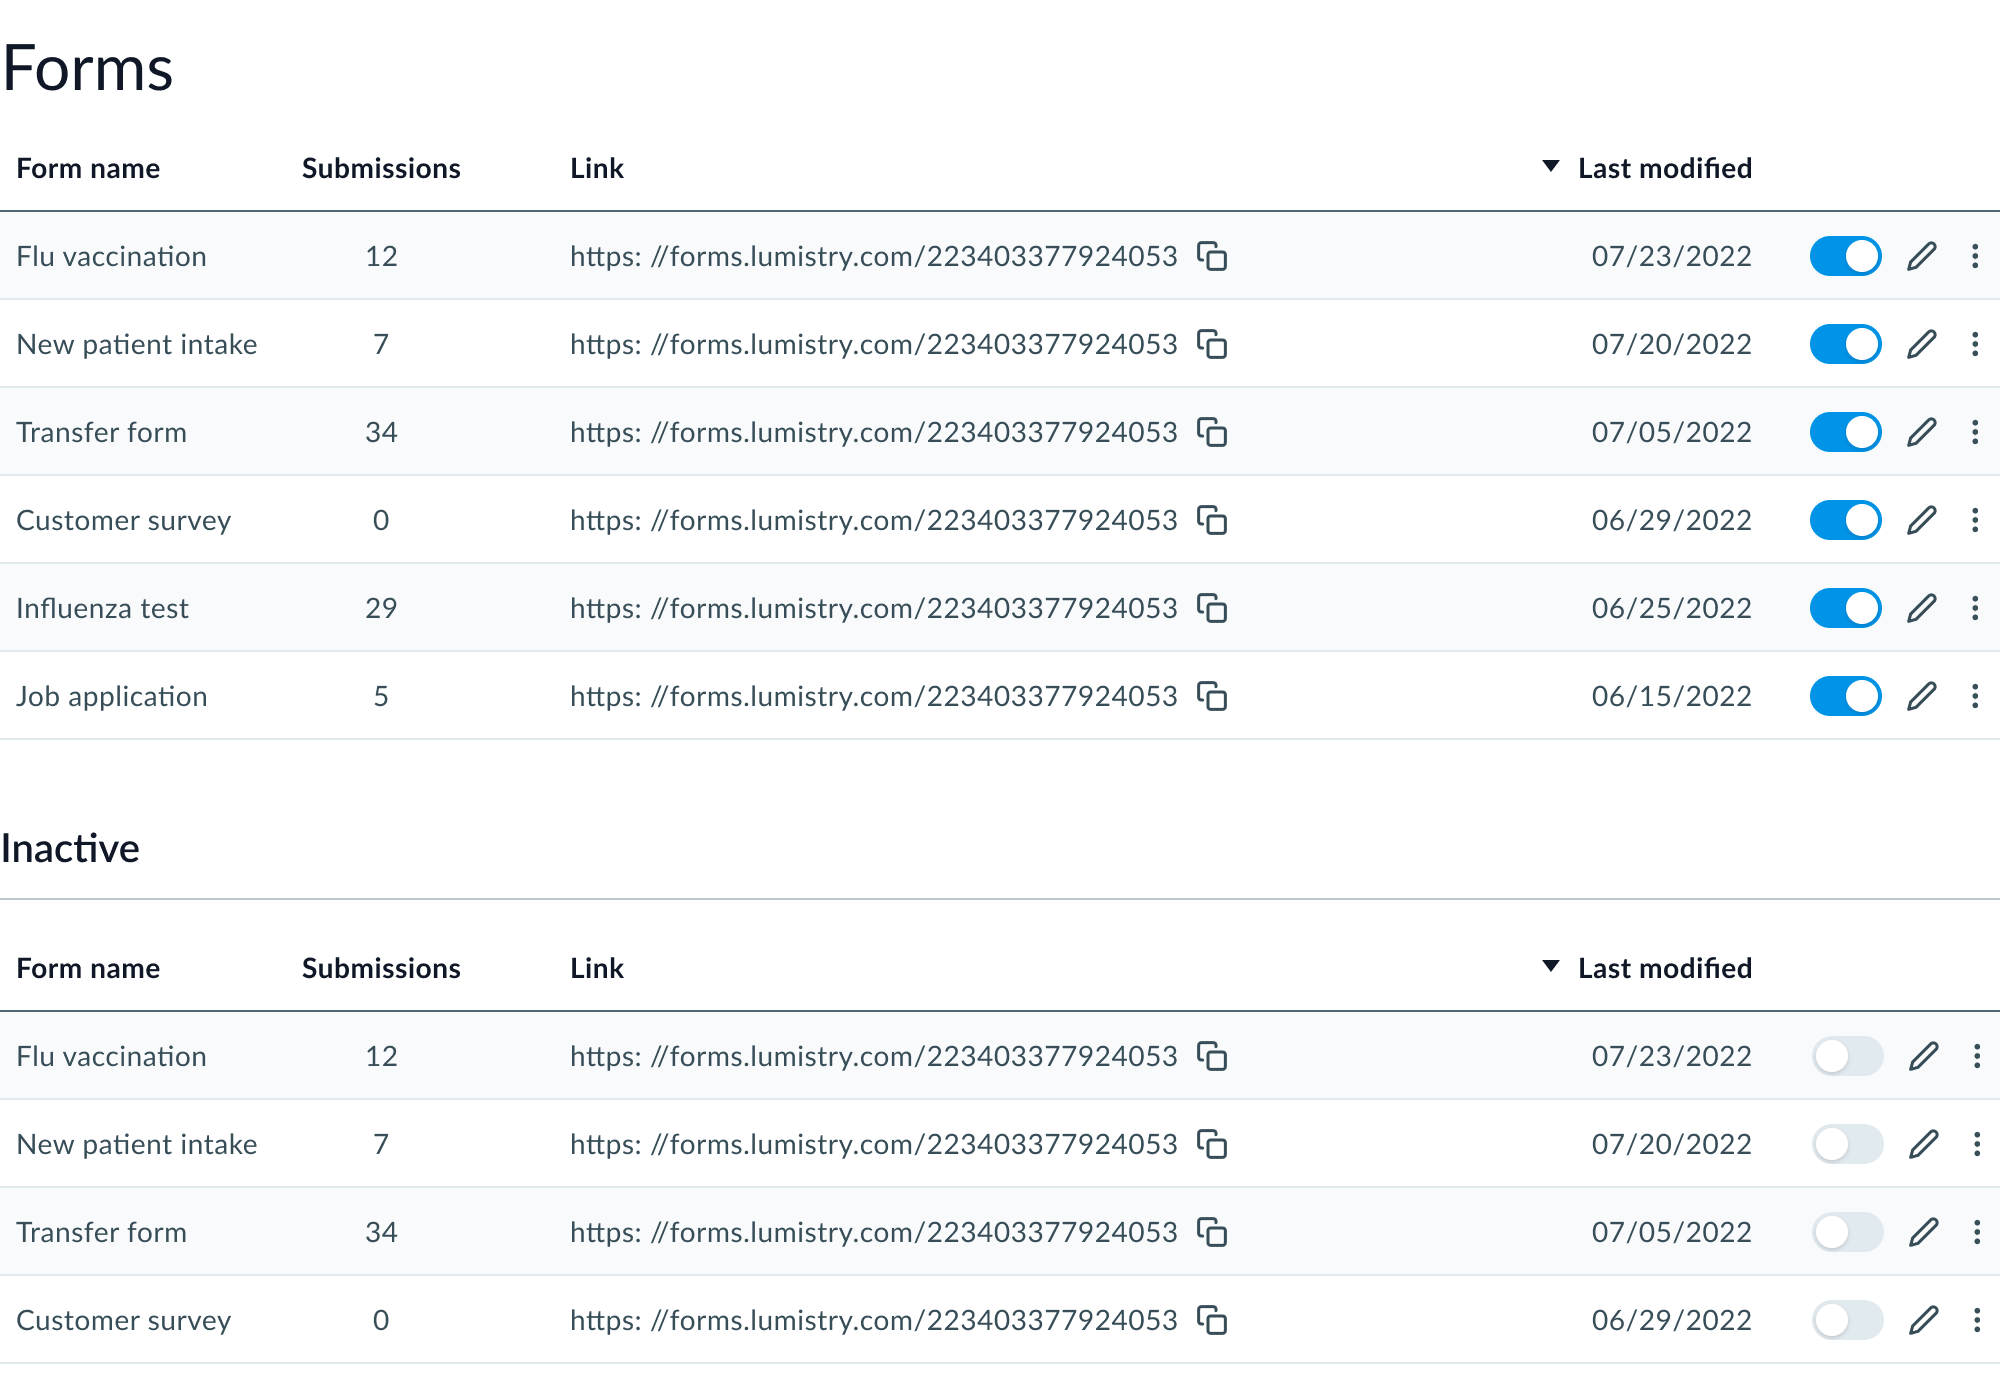 Forms
Form name Submissions Link Last modified
Flu vaccination 12 https: //forms.lumistry.com/223403377924053 07/23/2022
New patient intake 7 https: //forms.lumistry.com/223403377924053 07/20/2022
Transfer form 34 https: //forms.lumistry.com/223403377924053 07/05/2022
Customer survey 0 https: //forms.lumistry.com/223403377924053 06/29/2022
Influenza test 29 https: //forms.lumistry.com/223403377924053 06/25/2022
Job application 5 https: //forms.lumistry.com/223403377924053 06/15/2022
Inactive
Form name Submissions Link Last modified
Flu vaccination 12 https: //forms.lumistry.com/223403377924053 07/23/2022
New patient intake 7 https: //forms.lumistry.com/223403377924053 07/20/2022
Transfer form 34 https: //forms.lumistry.com/223403377924053 07/05/2022
Customer survey 0 https: //forms.lumistry.com/223403377924053 06/29/2022